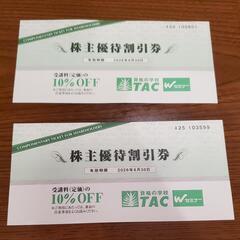 COMPLIMENTARY TICKET FOR SHAREHOLDERS
株主優待割引券
有効期限 2026年6月30日
受講料(定価)の
10%OFF
資格の学校
TAC
Wセミナー
COMPLIMENTARY TICKET FOR SHAREHOLDERS
425 103599
株主優待割引券
有効期限 2026年6月30日
受講料(定価)の
10%OFF
資格の学校
TAC
Wセミナー